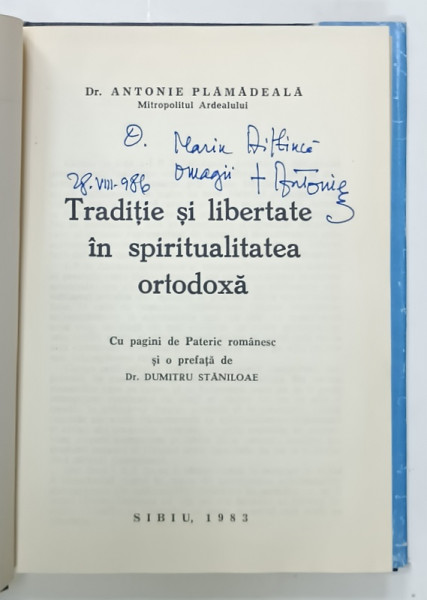 Dr. ANTONIE PLĂMĂDEALĂ
Mitropolitul Ardealului
D. Marin
omagii + Antonie
28.VIII.986
Tradiție și libertate
în spiritualitatea
ortodoxă
Cu pagini de Pateric românesc
și o prefață de
Dr. DUMITRU STĂNILOAE
SIBIU, 1983